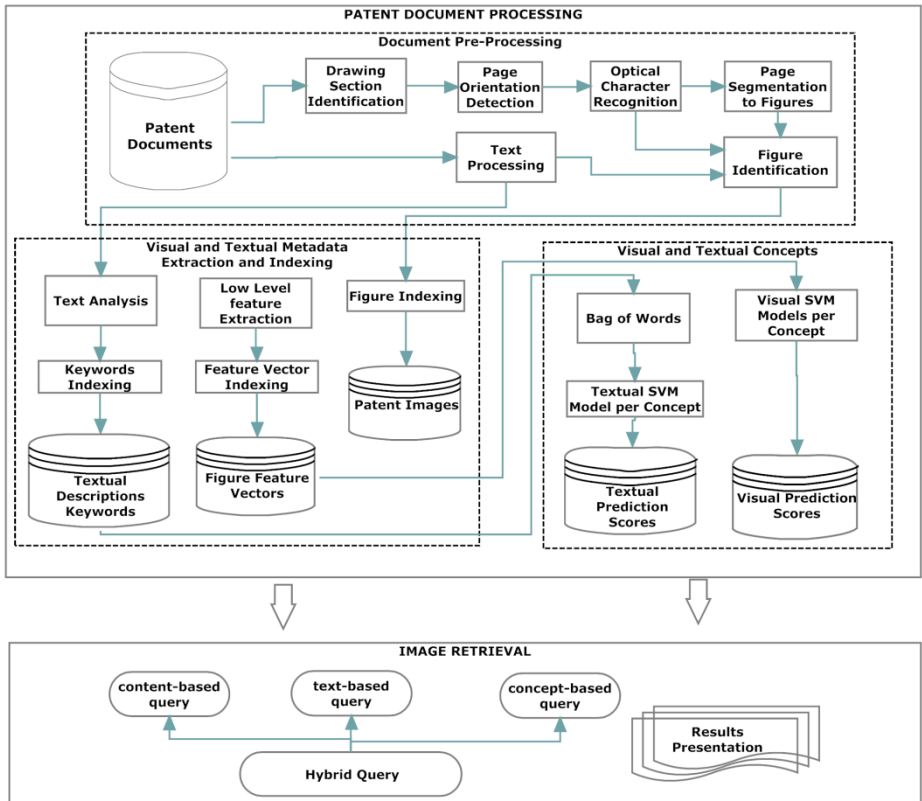 PATENT DOCUMENT PROCESSING
Document Pre-Processing
Patent
Documents
Drawing
Section
Identification
Page
Orientation
Detection
Optical
Character
Recognition
Page
Segmentation
to Figures
Text
Processing
Figure
Identification
Visual and Textual Metadata
Extraction and Indexing
Text Analysis
Low Level
feature
Extraction
Figure Indexing
Keywords
Indexing
Feature Vector
Indexing
Patent Images
Textual
Descriptions
Keywords
Figure Feature
Vectors
Visual and Textual Concepts
Bag of Words
Visual SVM
Models per
Concept
Textual SVM
Model per Concept
Textual
Prediction
Scores
Visual Prediction
Scores
IMAGE RETRIEVAL
content-based
query
text-based
query
concept-based
query
Hybrid Query
Results
Presentation